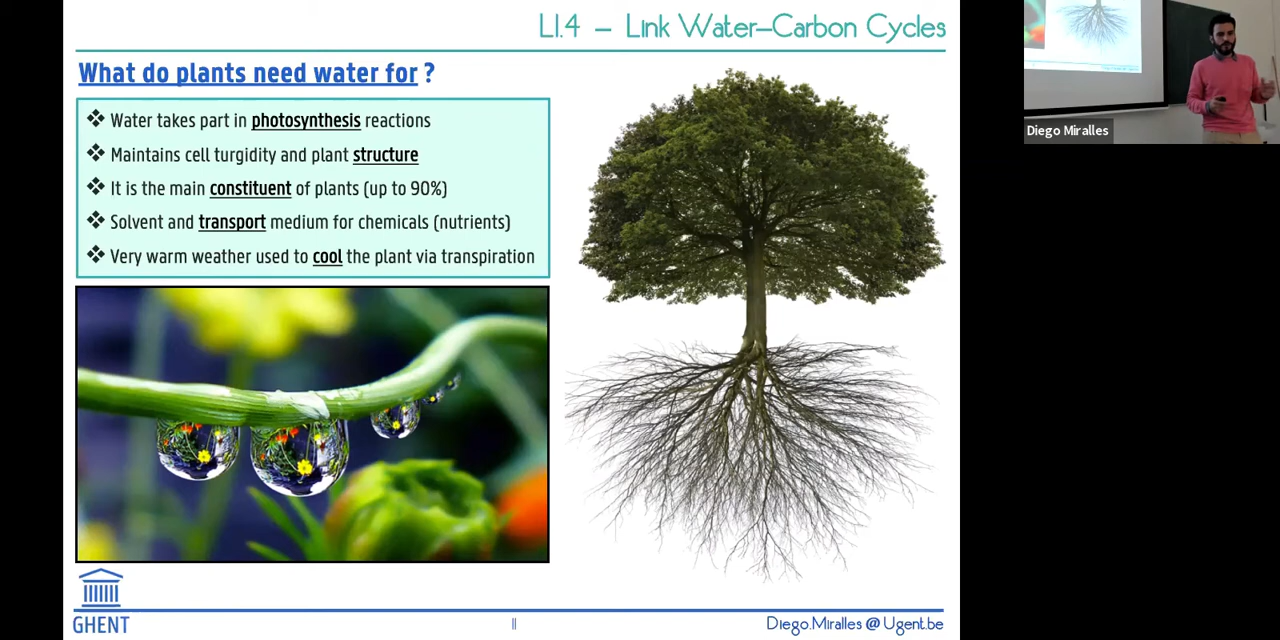 L1.4 – Link Water–Carbon Cycles
What do plants need water for ?
❖ Water takes part in photosynthesis reactions
❖ Maintains cell turgidity and plant structure
❖ It is the main constituent of plants (up to 90%)
❖ Solvent and transport medium for chemicals (nutrients)
❖ Very warm weather used to cool the plant via transpiration
Diego Miralles
GHENT
11
Diego.Miralles @ Ugent.be